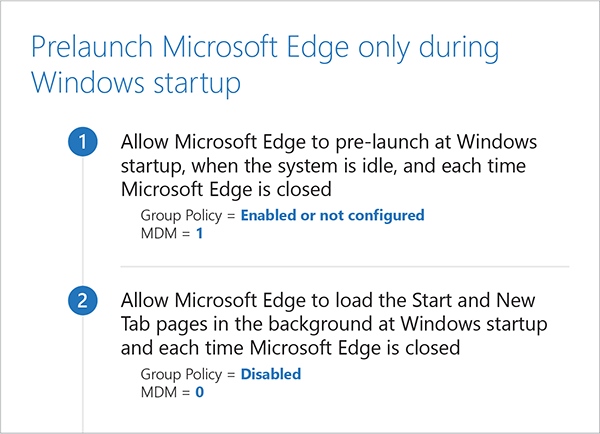 Prelaunch Microsoft Edge only during
Windows startup
1
Allow Microsoft Edge to pre-launch at Windows
startup, when the system is idle, and each time
Microsoft Edge is closed
Group Policy = Enabled or not configured
MDM = 1
2
Allow Microsoft Edge to load the Start and New
Tab pages in the background at Windows startup
and each time Microsoft Edge is closed
Group Policy = Disabled
MDM = 0